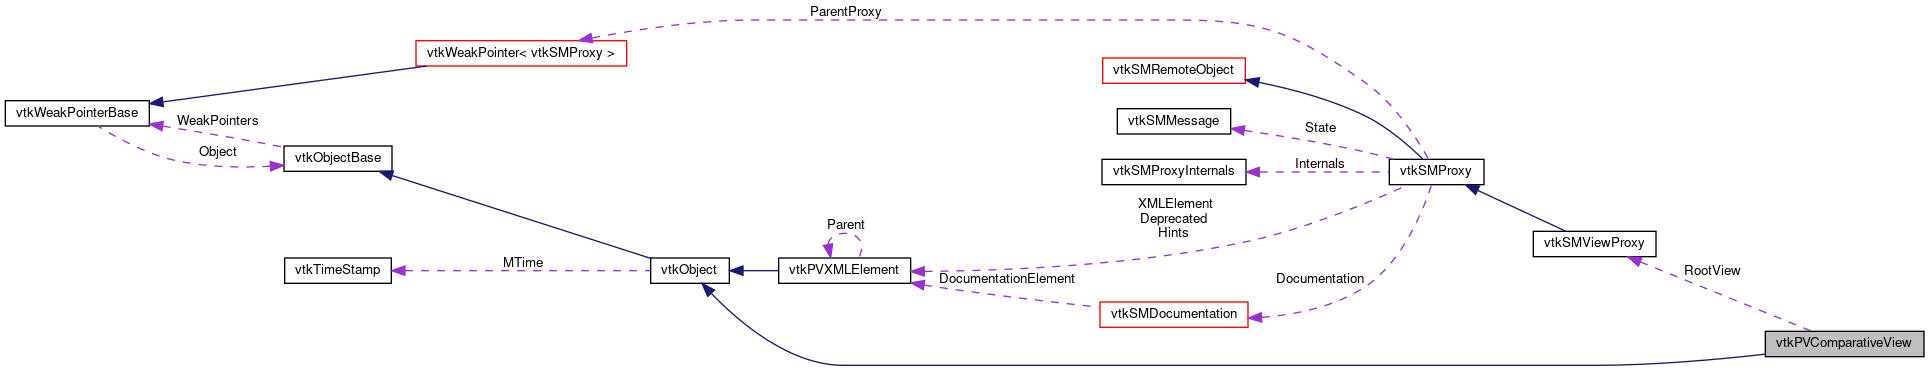 ParentProxy
vtkWeakPointer< vtkSMProxy >
vtkSMRemoteObject
vtkWeakPointerBase
WeakPointers
vtkSMMessage
State
Object
vtkObjectBase
vtkSMProxyInternals
Internals
vtkSMProxy
XMLElement
Deprecated
Hints
Parent
vtkSMViewProxy
vtkTimeStamp
MTime
vtkObject
vtkPVXMLElement
DocumentationElement
Documentation
RootView
vtkSMDocumentation
vtkPVComparativeView